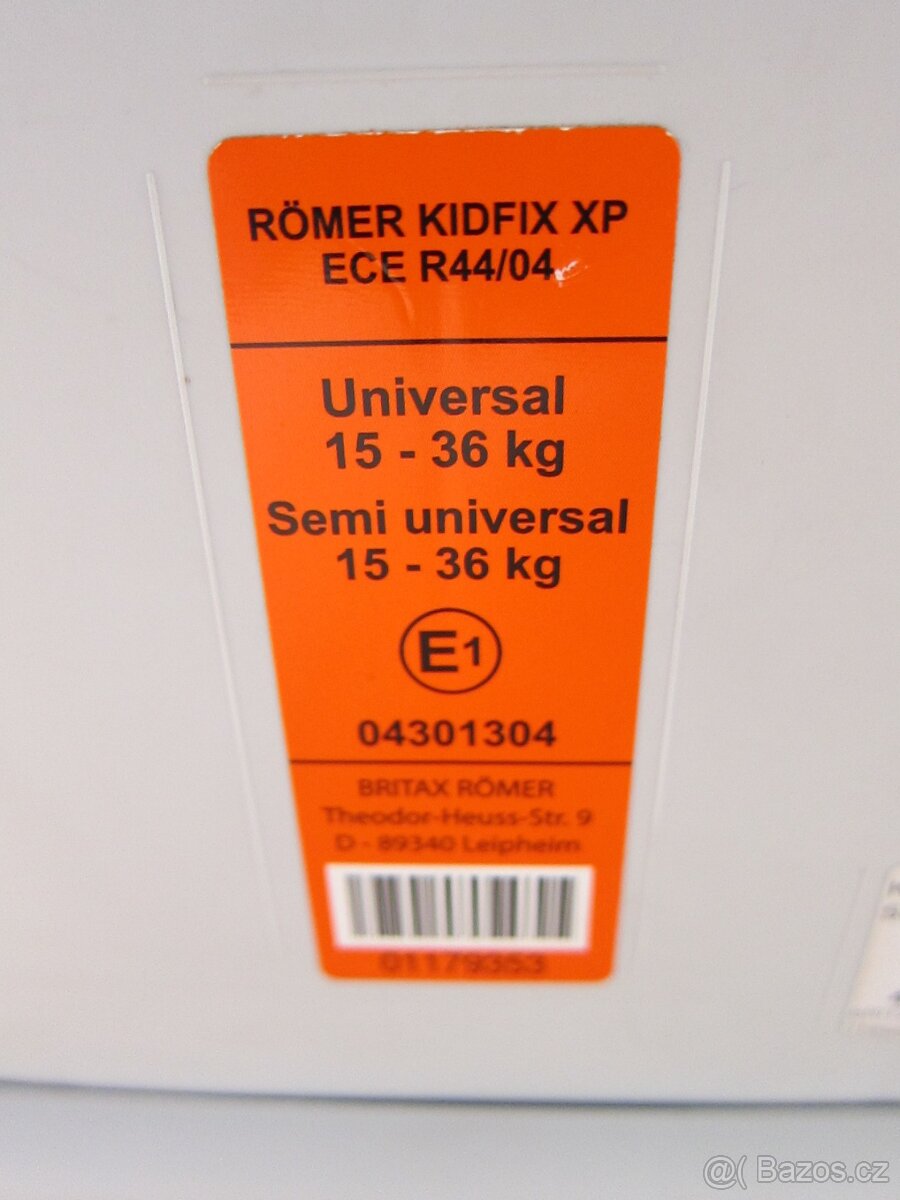 RÖMER KIDFIX XP
ECE R44/04
Universal
15 - 36 kg
Semi universal
15 - 36 kg
E1
04301304
BRITAX RÖMER
Theodor-Heuss-Str. 9
D - 89340 Leipheim
01179353
@( Bazos.cz